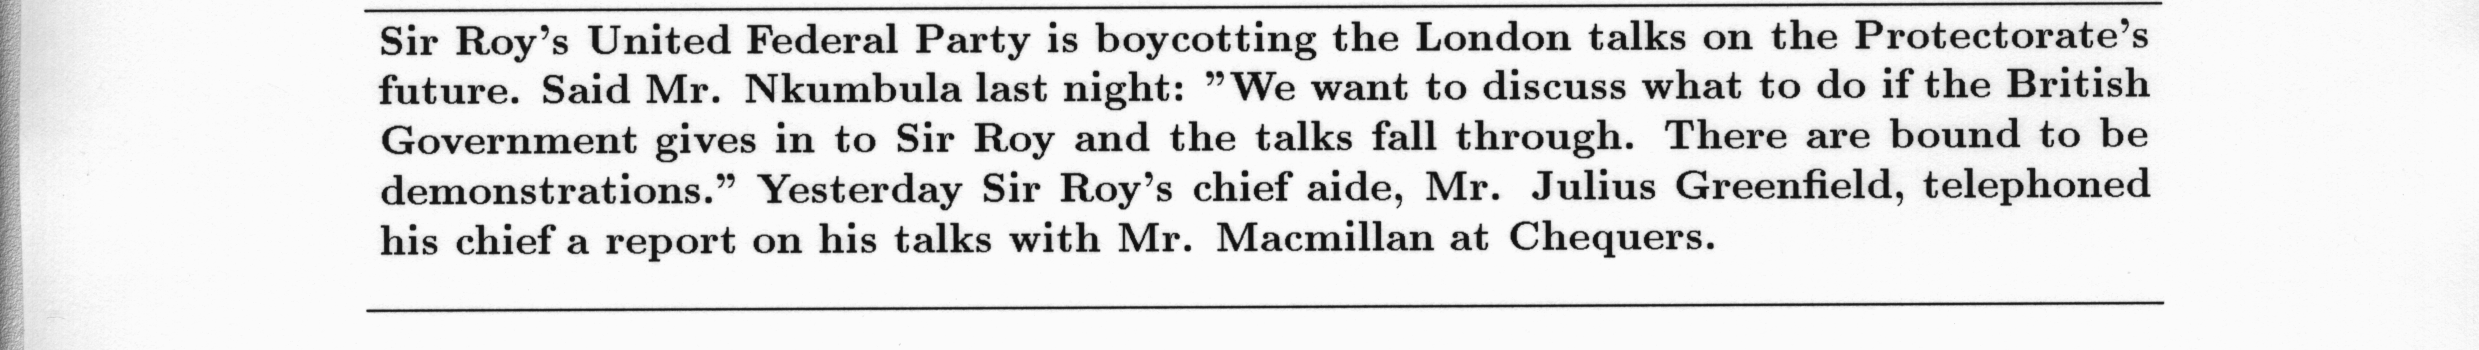 Sir Roy's United Federal Party is boycotting the London talks on the Protectorate's
future. Said Mr. Nkumbula last night: ”We want to discuss what to do if the British
Government gives in to Sir Roy and the talks fall through. There are bound to be
demonstrations.” Yesterday Sir Roy's chief aide, Mr. Julius Greenfield, telephoned
his chief a report on his talks with Mr. Macmillan at Chequers.